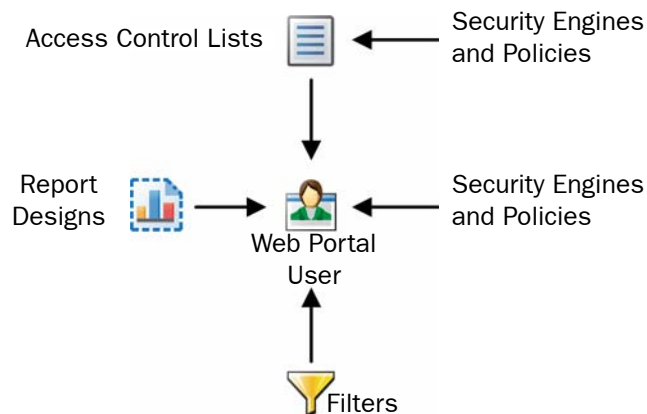 Access Control Lists
Security Engines
and Policies
Report
Designs
Security Engines
and Policies
Web Portal
User
Filters